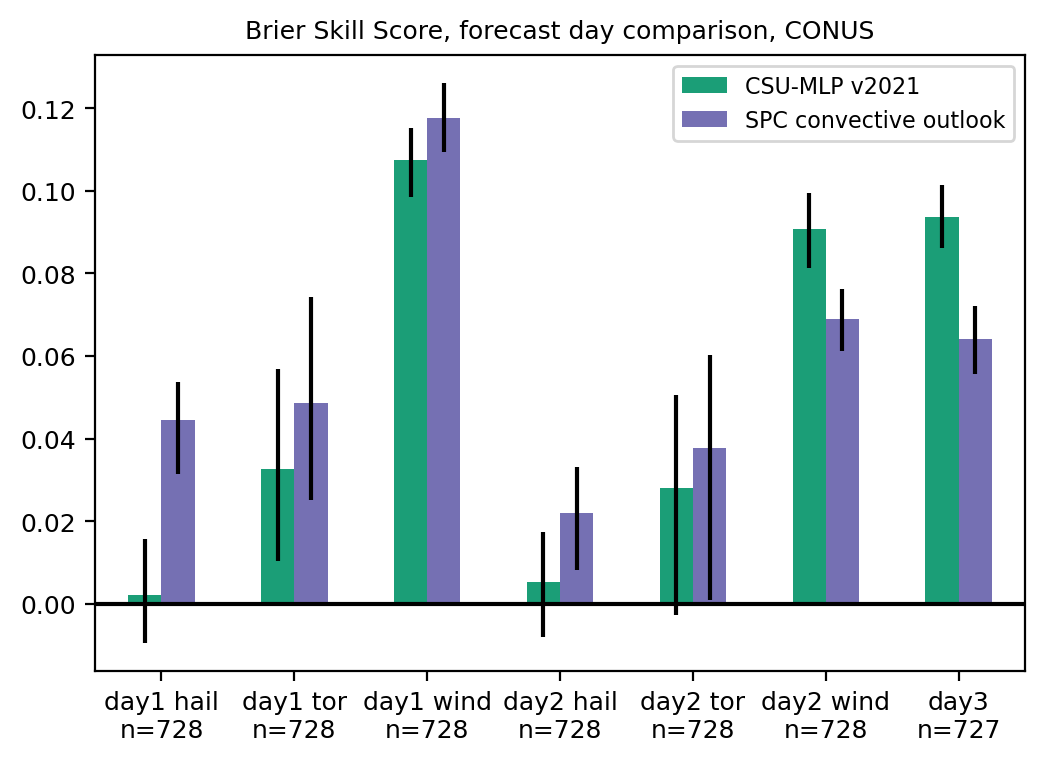 Brier Skill Score, forecast day comparison, CONUS
CSU-MLP v2021
SPC convective outlook
0.12
0.10
0.08
0.06
0.04
0.02
0.00
day1 hail day1 tor day1 wind day2 hail day2 tor day2 wind day3
n=728 n=728 n=728 n=728 n=728 n=728 n=727